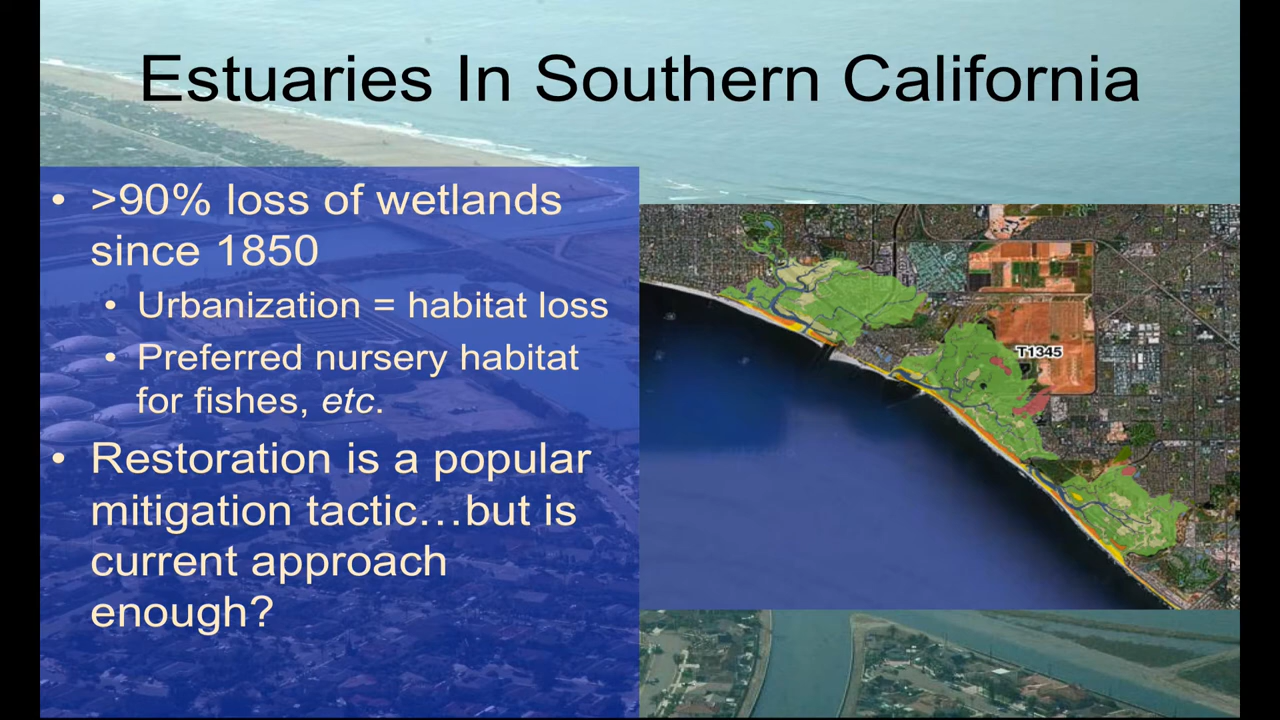 Estuaries In Southern California
• >90% loss of wetlands
since 1850
• Urbanization = habitat loss
• Preferred nursery habitat
for fishes, etc.
• Restoration is a popular
mitigation tactic…but is
current approach
enough?
T1345